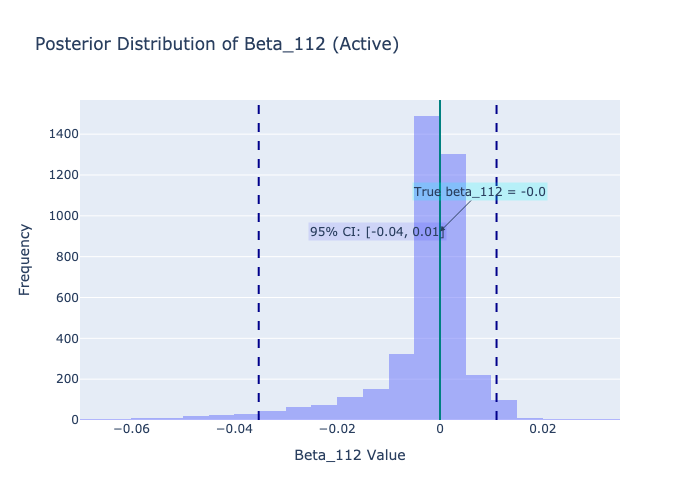 Posterior Distribution of Beta_112 (Active)
1400
1200
1000
800
600
400
200
0
Frequency
True beta_112 = -0.0
95% CI: [-0.04, 0.01]
−0.06
−0.04
−0.02
0
0.02
Beta_112 Value